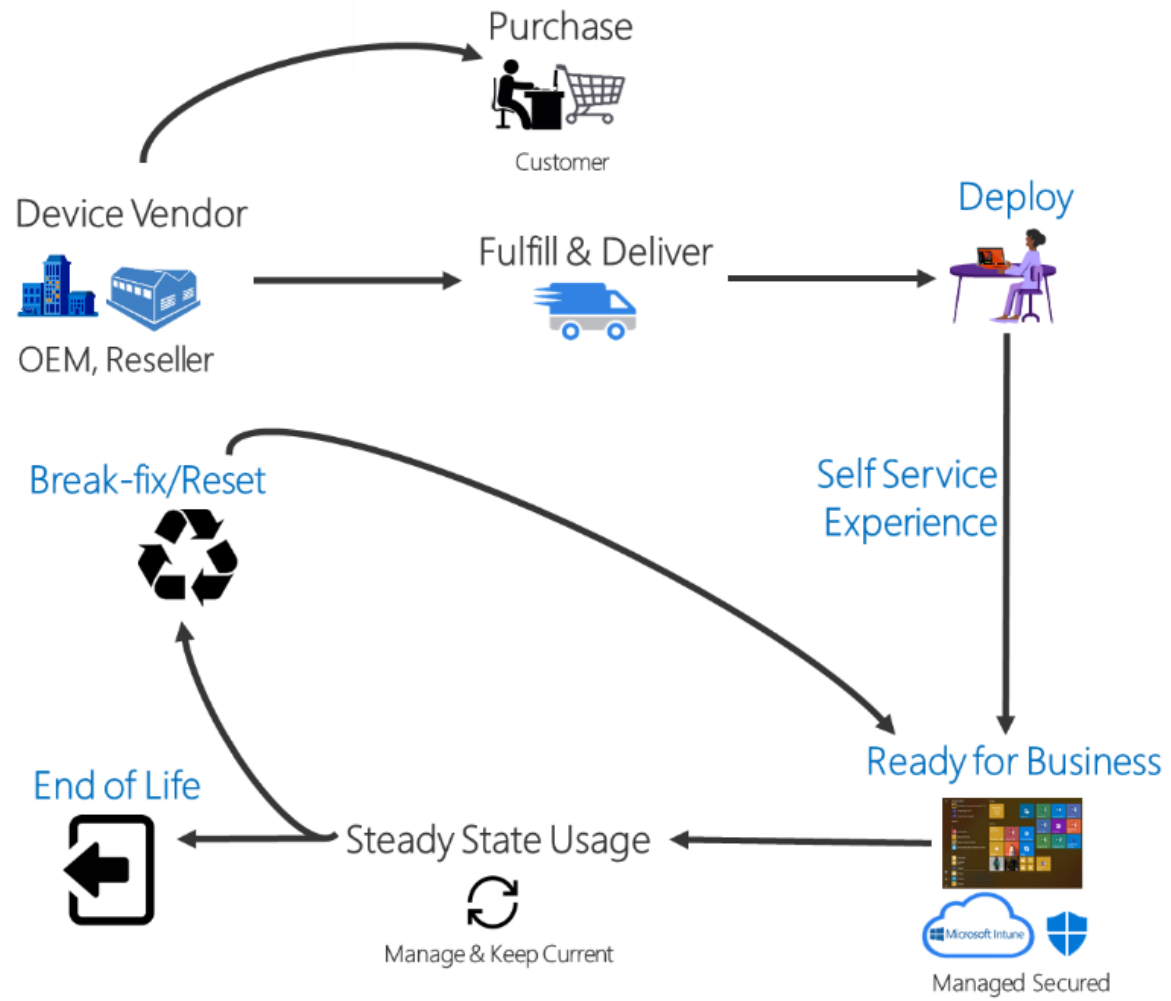 Purchase
Customer
Device Vendor
OEM, Reseller
Fulfill & Deliver
Deploy
Self Service
Experience
Break-fix/Reset
Ready for Business
Microsoft Intune
Managed Secured
Steady State Usage
Manage & Keep Current
End of Life